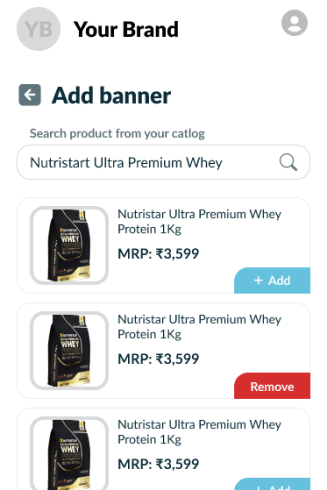 YB
Your Brand
Add banner
Search product from your catlog
Nutristart Ultra Premium Whey
Nutristar Ultra Premium Whey
Protein 1Kg
MRP: ₹3,599
+ Add
WHEY
Nutristar Ultra Premium Whey
Protein 1Kg
MRP: ₹3,599
Remove
WHEY
Nutristar Ultra Premium Whey
Protein 1Kg
MRP: ₹3,599
+ Add
WHEY